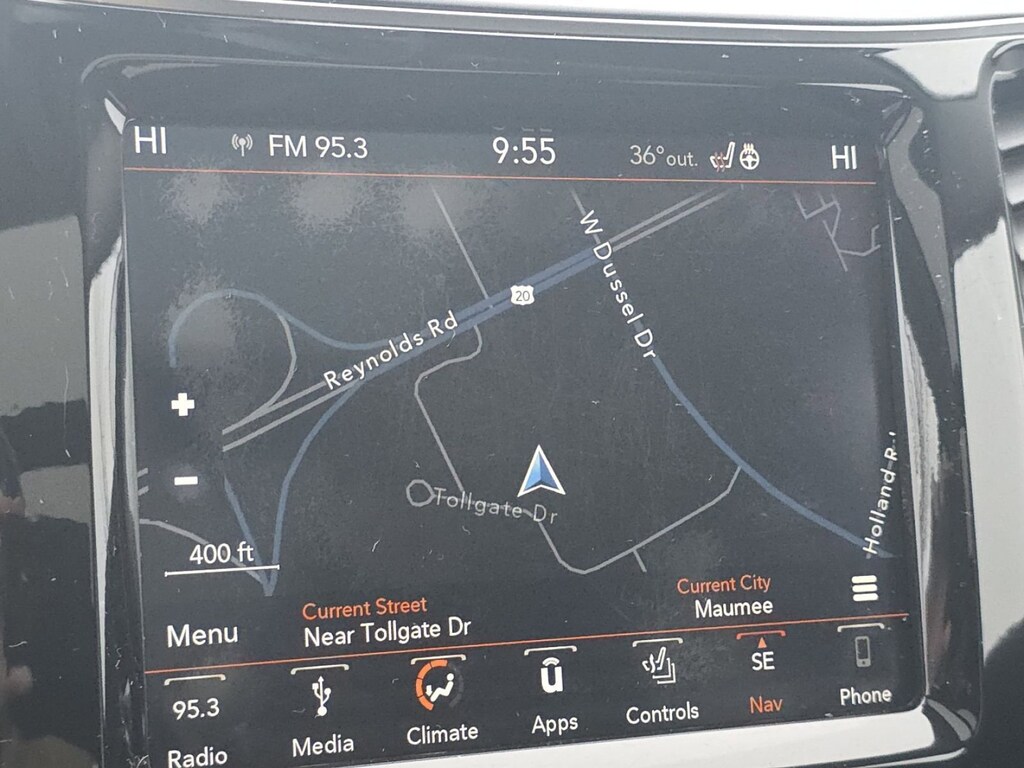 HI FM 95.3 9:55 36° out. HI
W Dussel Dr
20
Reynolds Rd
Holland R
Tollgate Dr
400 ft
Current Street
Near Tollgate Dr
Current City
Maumee
Menu
95.3
Radio
Media
Climate
ū
Apps
Controls
SE
Nav
Phone